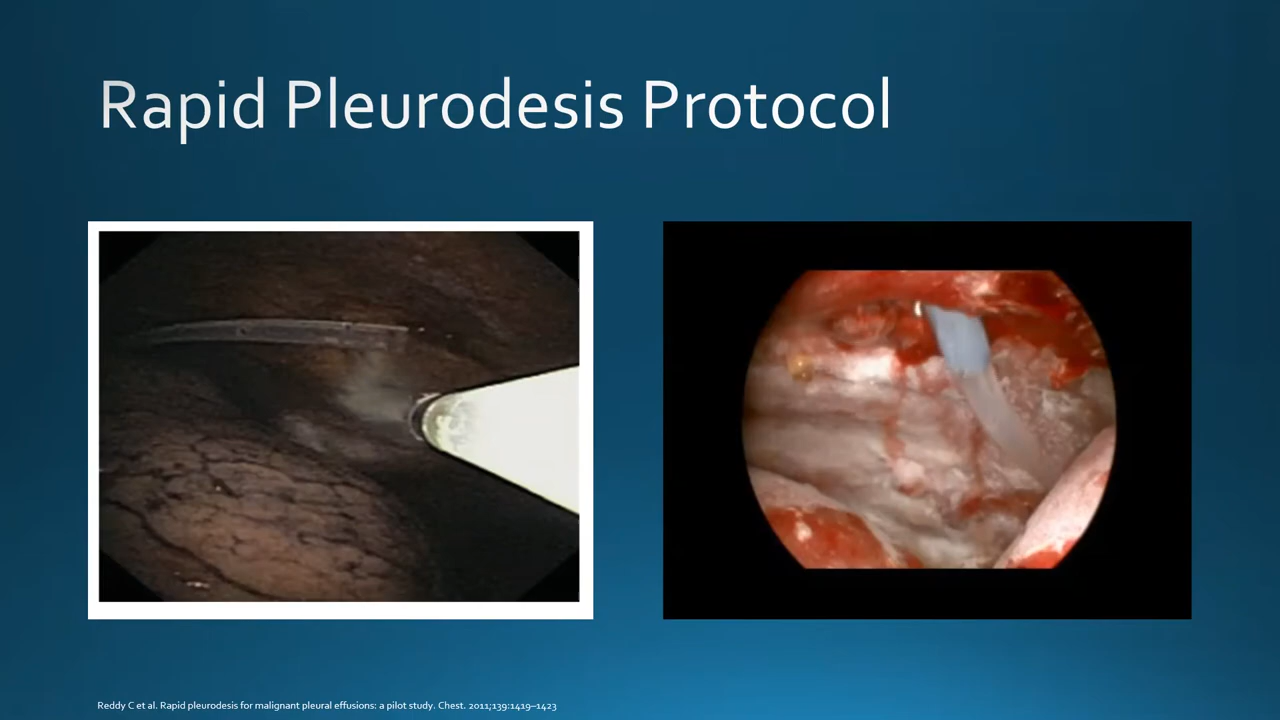 Rapid Pleurodesis Protocol
Reddy C et al. Rapid pleurodesis for malignant pleural effusions: a pilot study. Chest. 2011;139:1419–1423